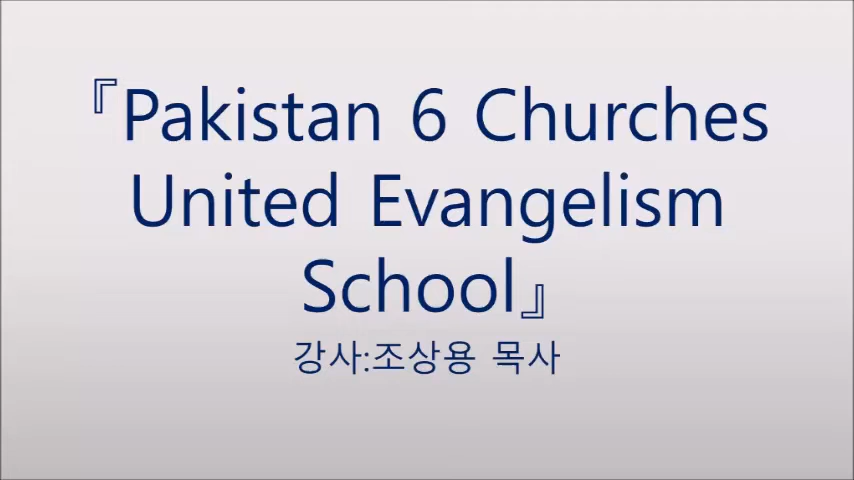 『Pakistan 6 Churches
United Evangelism
School』
강사:조상용 목사